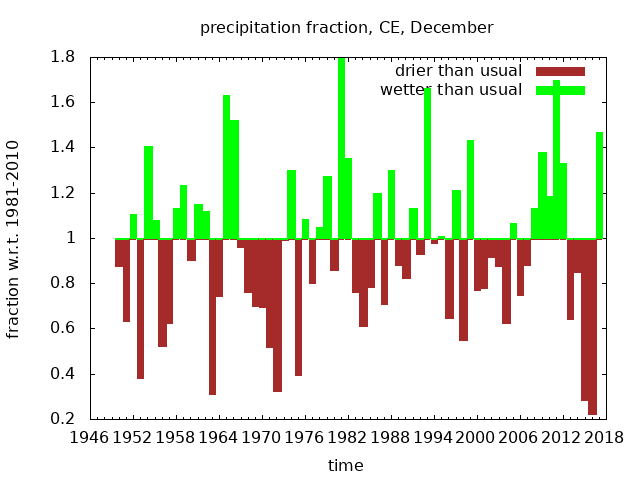 precipitation fraction, CE, December
drier than usual
wetter than usual
fraction w.r.t. 1981-2010
1.8
1.6
1.4
1.2
1
0.8
0.6
0.4
0.2
1946 1952 1958 1964 1970 1976 1982 1988 1994 2000 2006 2012 2018
time